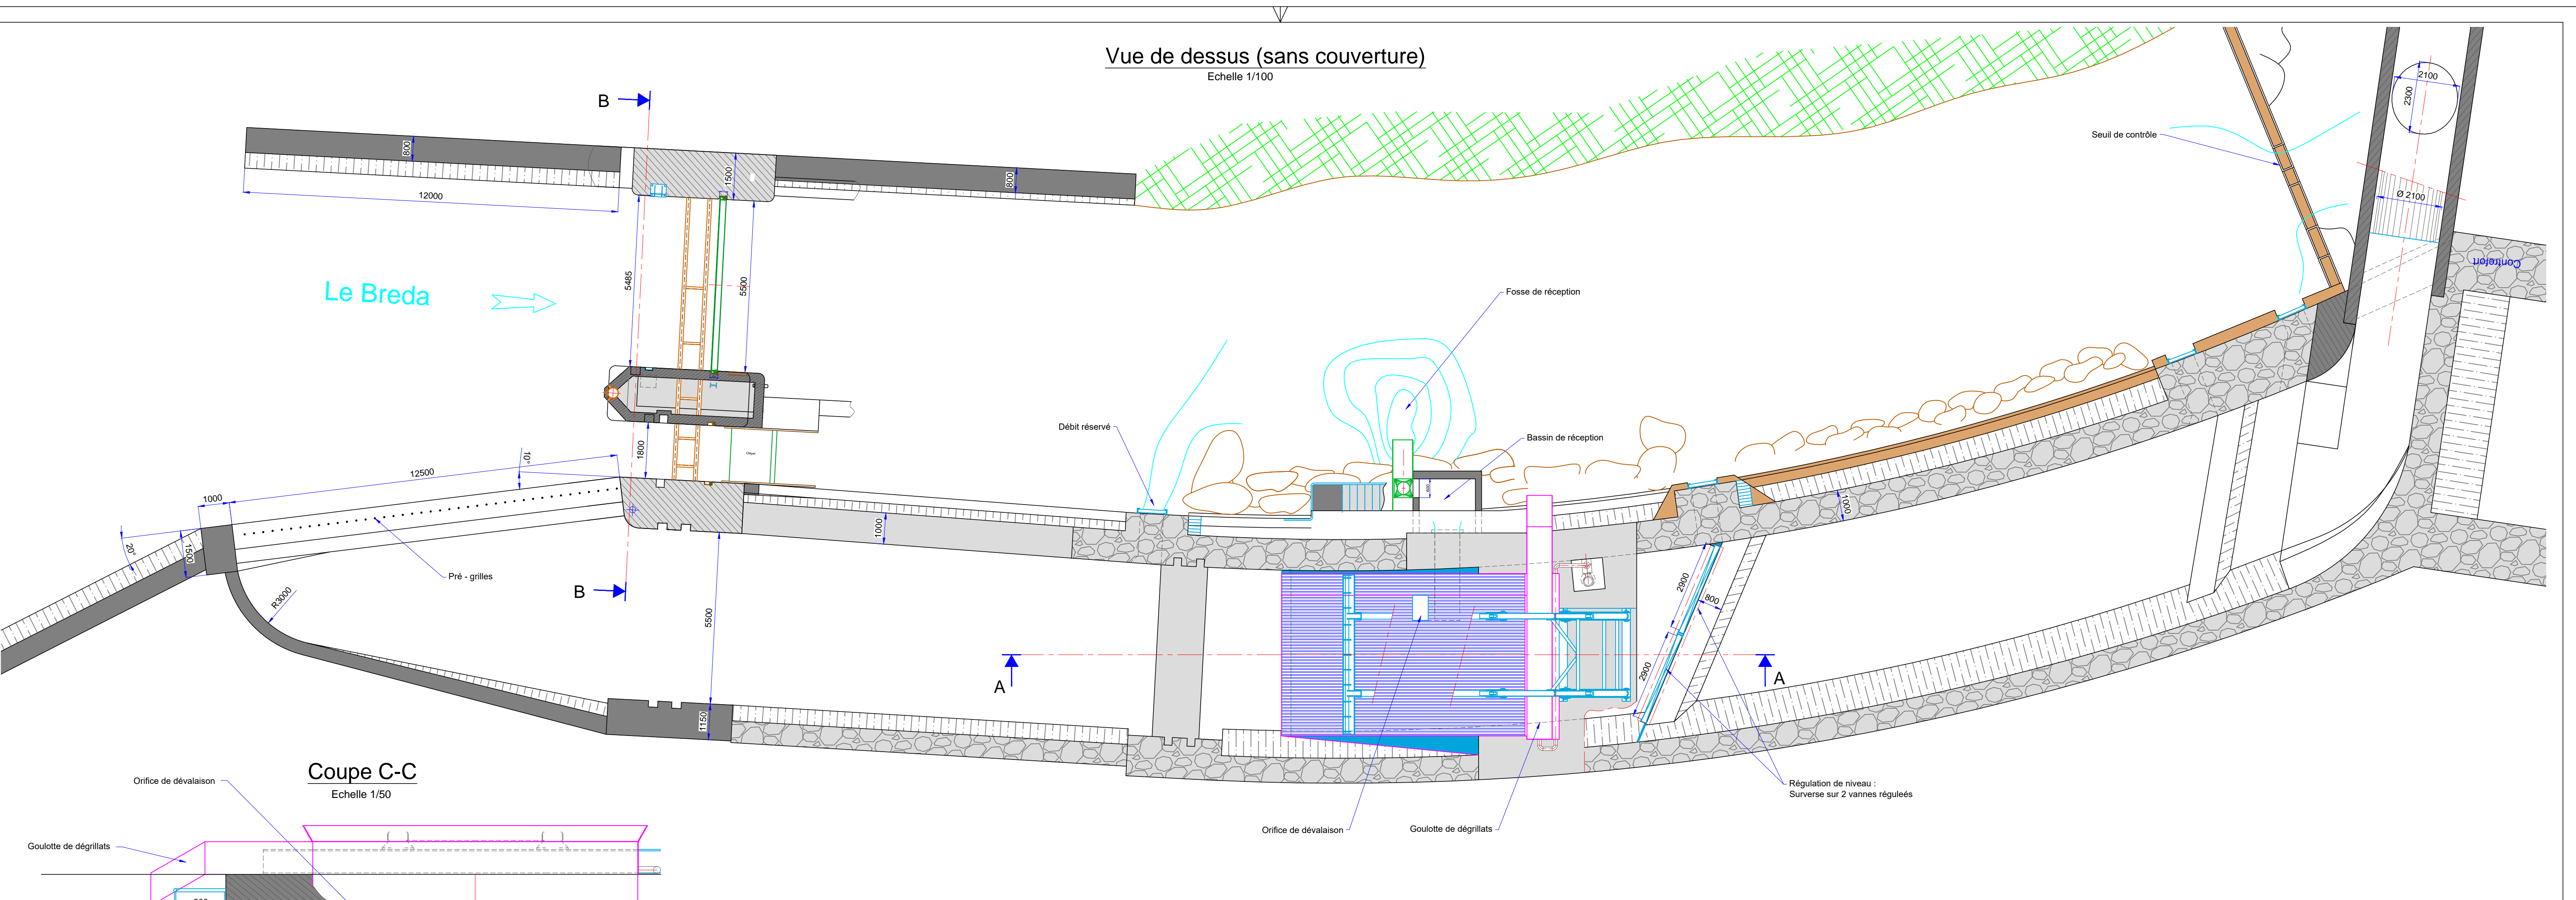 Vue de dessus (sans couverture)
Echelle 1/100
B
800
12000
1500
800
Seuil de contrôle
2100
2300
Ø 2100
Contrefort
Le Breda
5485
5500
Fosse de réception
Débit réservé
Bassin de réception
1800
10°
12500
1000
1500
20°
R3000
Pré - grilles
B
1000
5500
1150
1000
2900
800
2900
A
A
Régulation de niveau :
Surverse sur 2 vannes réguleés
Orifice de dévalaison
Goulotte de dégrillats
Coupe C-C
Echelle 1/50
Orifice de dévalaison
Goulotte de dégrillats